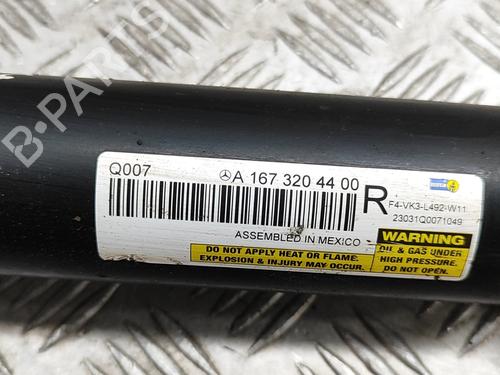 B-PARTS
Q007
A 167 320 44 00
R
F4-VK3-L492-W11
23031Q0071049
ASSEMBLED IN MEXICO
WARNING
OIL & GAS UNDER
HIGH PRESSURE.
DO NOT OPEN.
DO NOT APPLY HEAT OR FLAME.
EXPLOSION & INJURY MAY OCCUR.